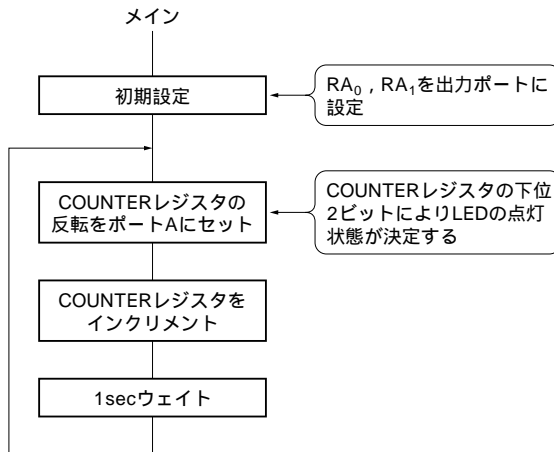 メイン
初期設定
RA0，RA1を出力ポートに
設定
COUNTERレジスタの
反転をポートAにセット
COUNTERレジスタの下位
2ビットによりLEDの点灯
状態が決定する
COUNTERレジスタを
インクリメント
1secウェイト